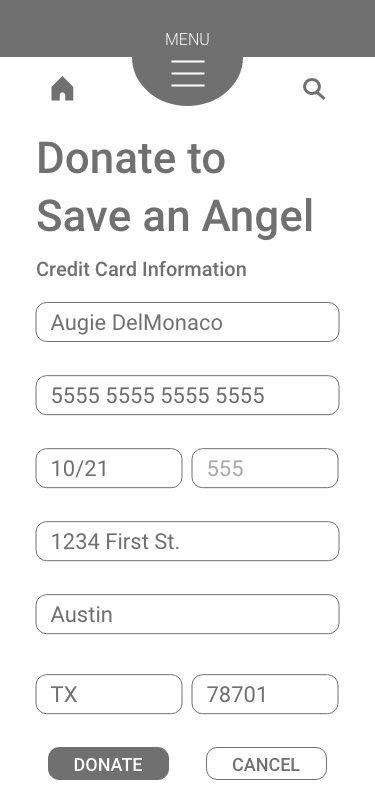 MENU
Donate to
Save an Angel
Credit Card Information
Augie DelMonaco
5555 5555 5555 5555
10/21 555
1234 First St.
Austin
TX 78701
DONATE CANCEL